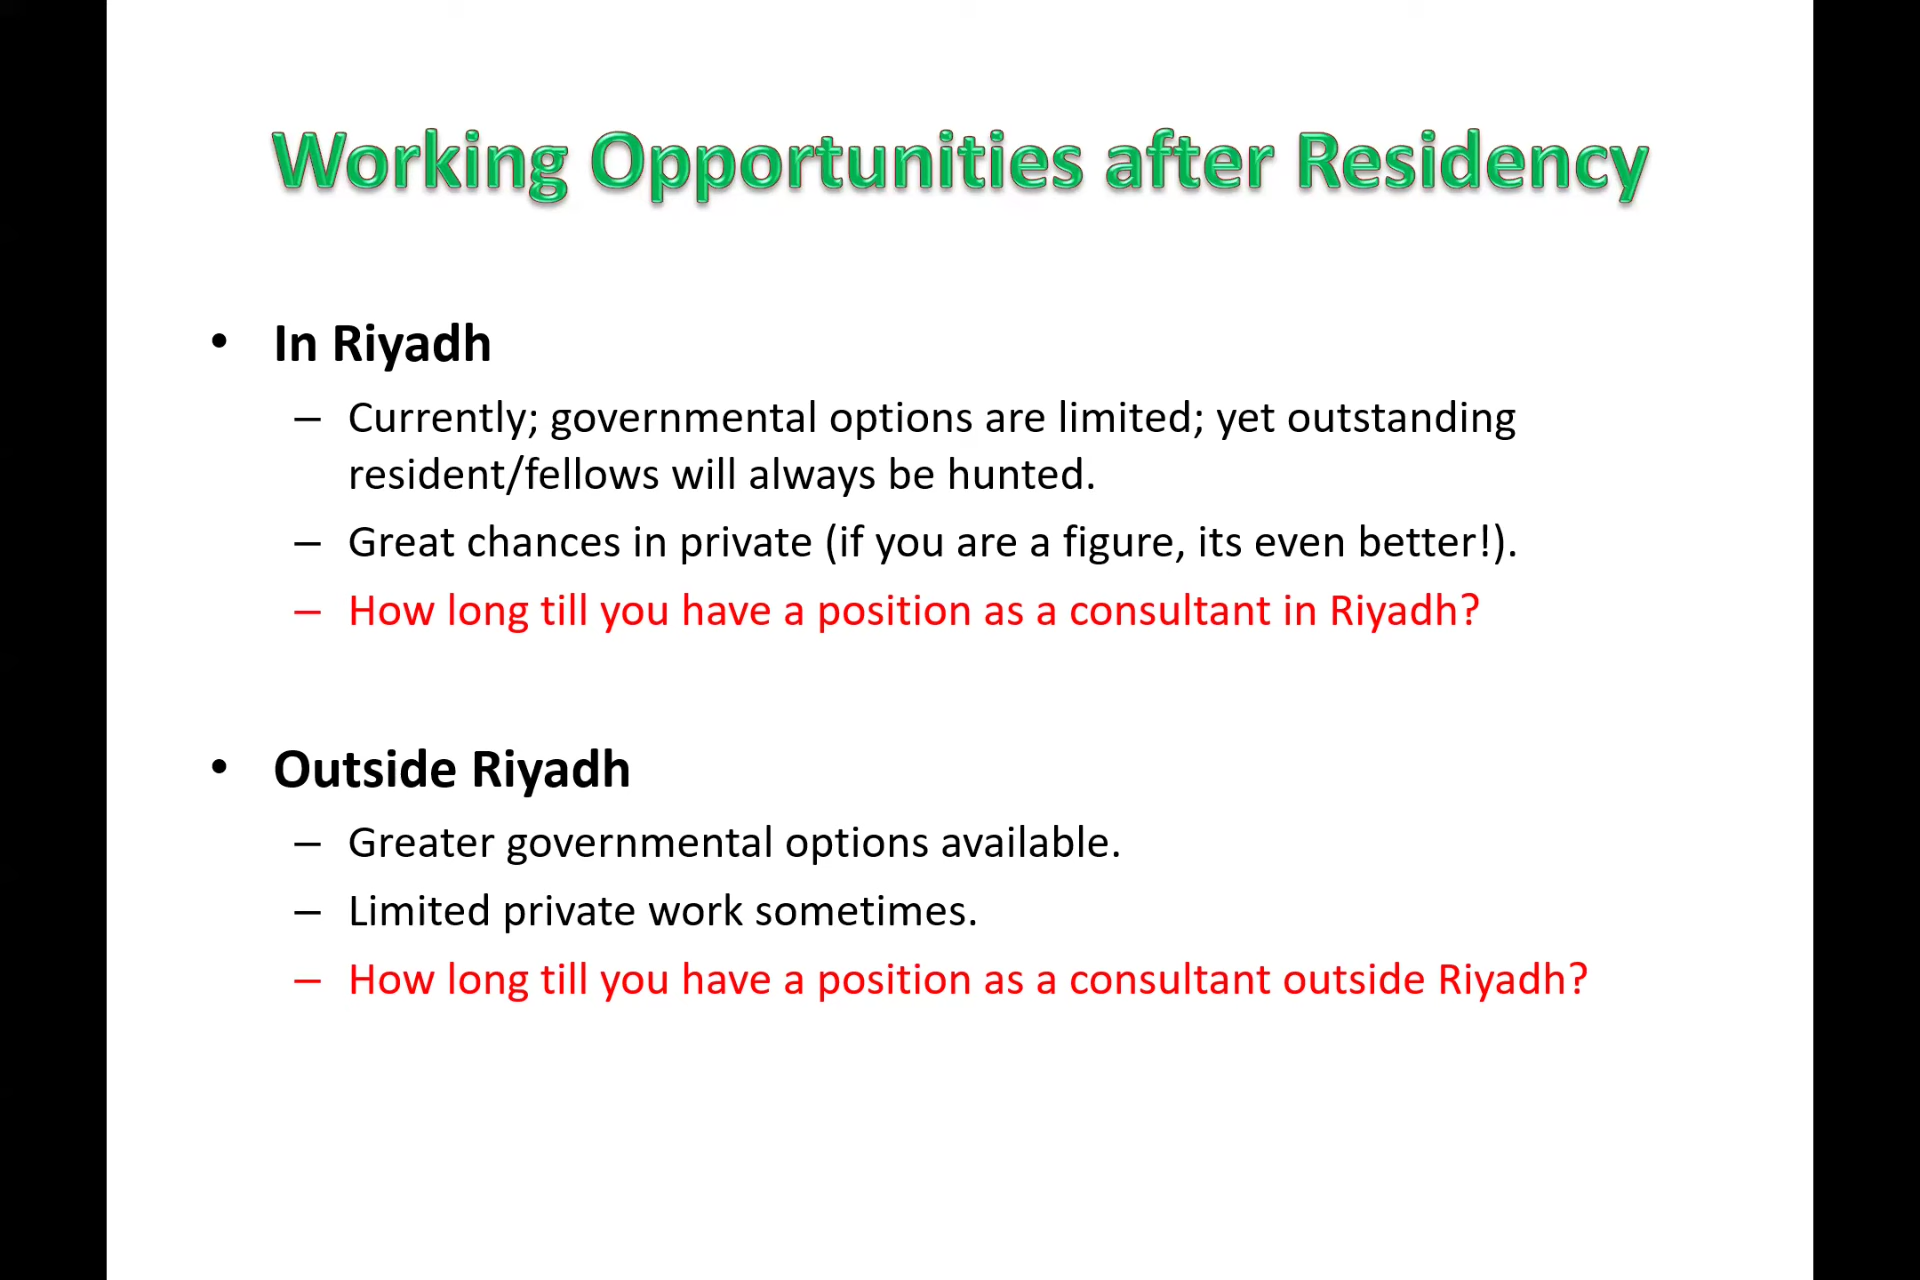 Working Opportunities after Residency
• In Riyadh
– Currently; governmental options are limited; yet outstanding
resident/fellows will always be hunted.
– Great chances in private (if you are a figure, its even better!).
– How long till you have a position as a consultant in Riyadh?
• Outside Riyadh
– Greater governmental options available.
– Limited private work sometimes.
– How long till you have a position as a consultant outside Riyadh?